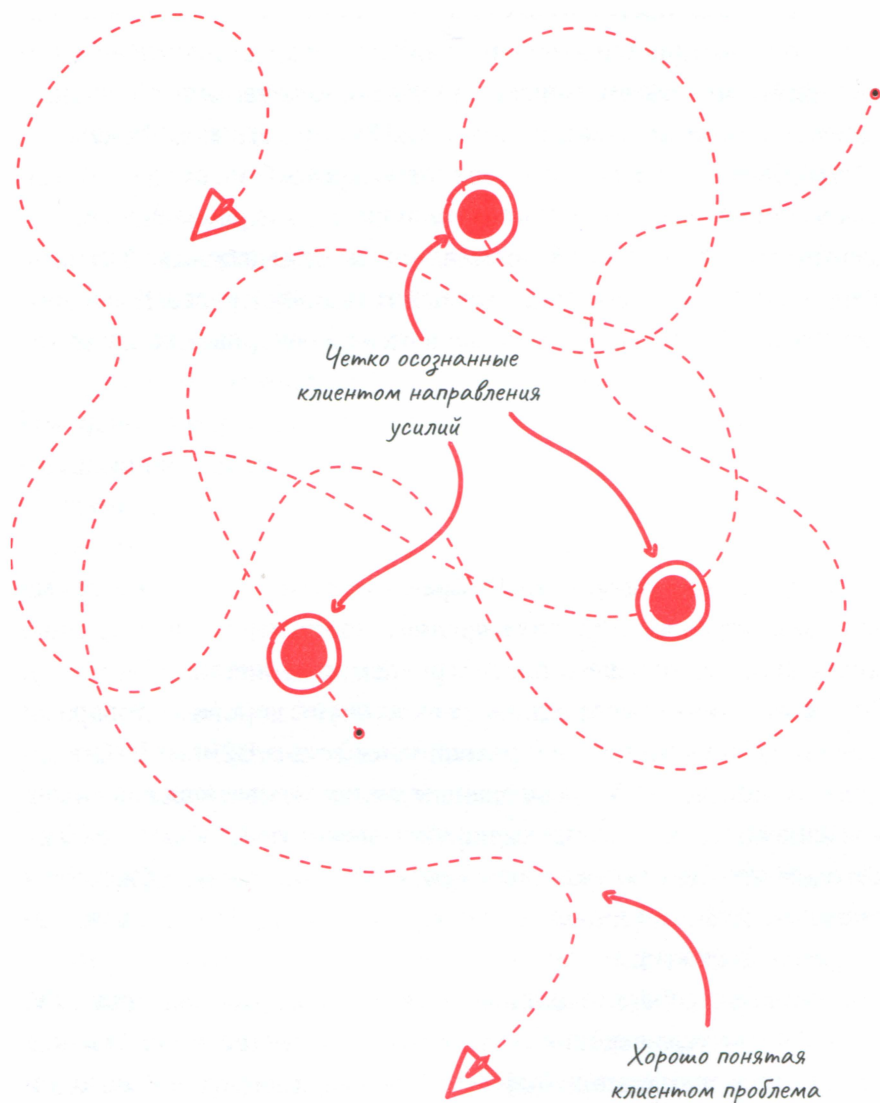 Четко осознанные
клиентом направления
усилий
Хорошо понятая
клиентом проблема